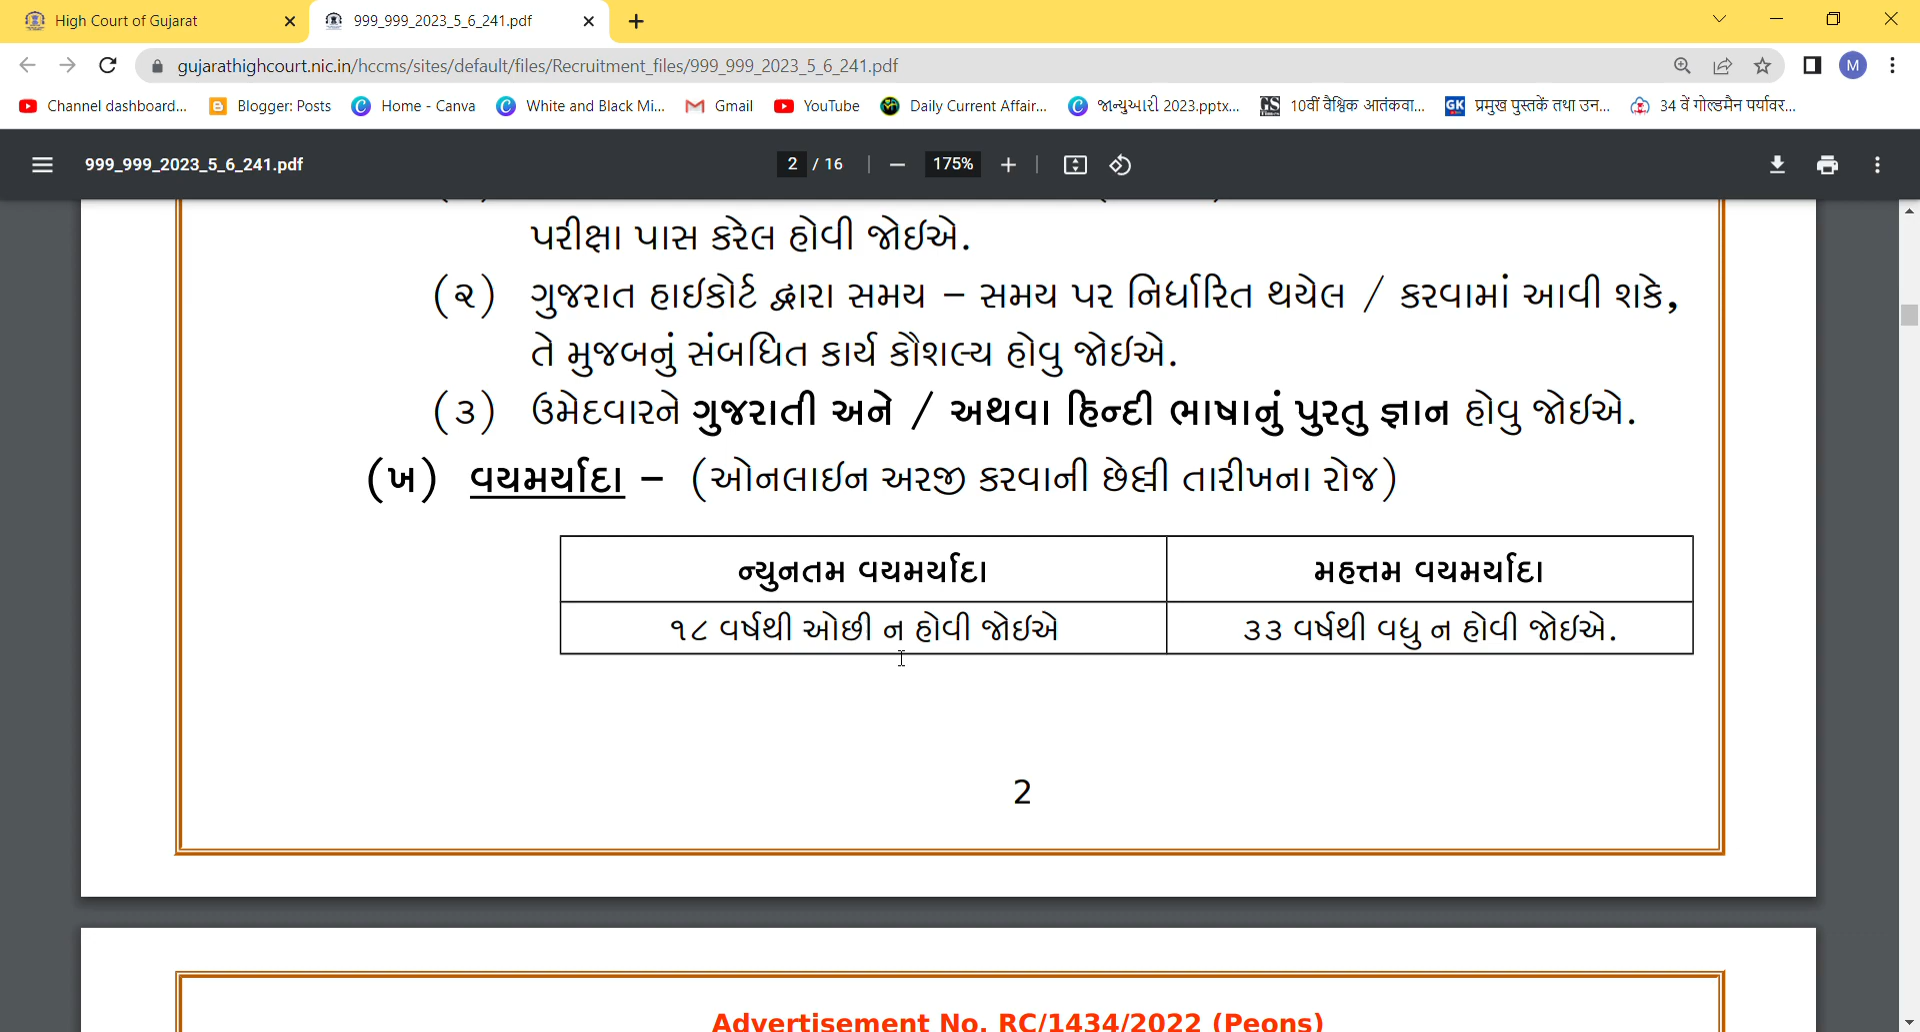 High Court of Gujarat
999_999_2023_5_6_241.pdf
gujarathighcourt.nic.in/hccms/sites/default/files/Recruitment_files/999_999_2023_5_6_241.pdf
M
Channel dashboard...
Blogger: Posts
Home - Canva
White and Black Mi...
Gmail
YouTube
Daily Current Affair...
જાન્યુઆરી 2023.pptx...
10वीं वैश्विक आतंकवा...
प्रमुख पुस्तकें तथा उन...
34 वें गोल्डमैन पर्यावर...
999_999_2023_5_6_241.pdf
2 / 16
175%
પરીક્ષા પાસ કરેલ હોવી જોઈએ.
(૨) ગુજરાત હાઈકોર્ટ દ્વારા સમય – સમય પર નિર્ધારિત થયેલ / કરવામાં આવી શકે,
તે મુજબનું સંબધિત કાર્ય કૌશલ્ય હોવુ જોઈએ.
(૩) ઉમેદવારને ગુજરાતી અને / અથવા હિન્દી ભાષાનું પુરતુ જ્ઞાન હોવુ જોઈએ.
(ખ) વયમર્યાદા – (ઓનલાઈન અરજી કરવાની છેલ્લી તારીખના રોજ)
ન્યુનતમ વયમર્યાદા મહત્તમ વયમર્યાદા
૧૮ વર્ષથી ઓછી ન હોવી જોઈએ ૩૩ વર્ષથી વધુ ન હોવી જોઈએ.
2
Advertisement No. RC/1434/2022 (Peons)